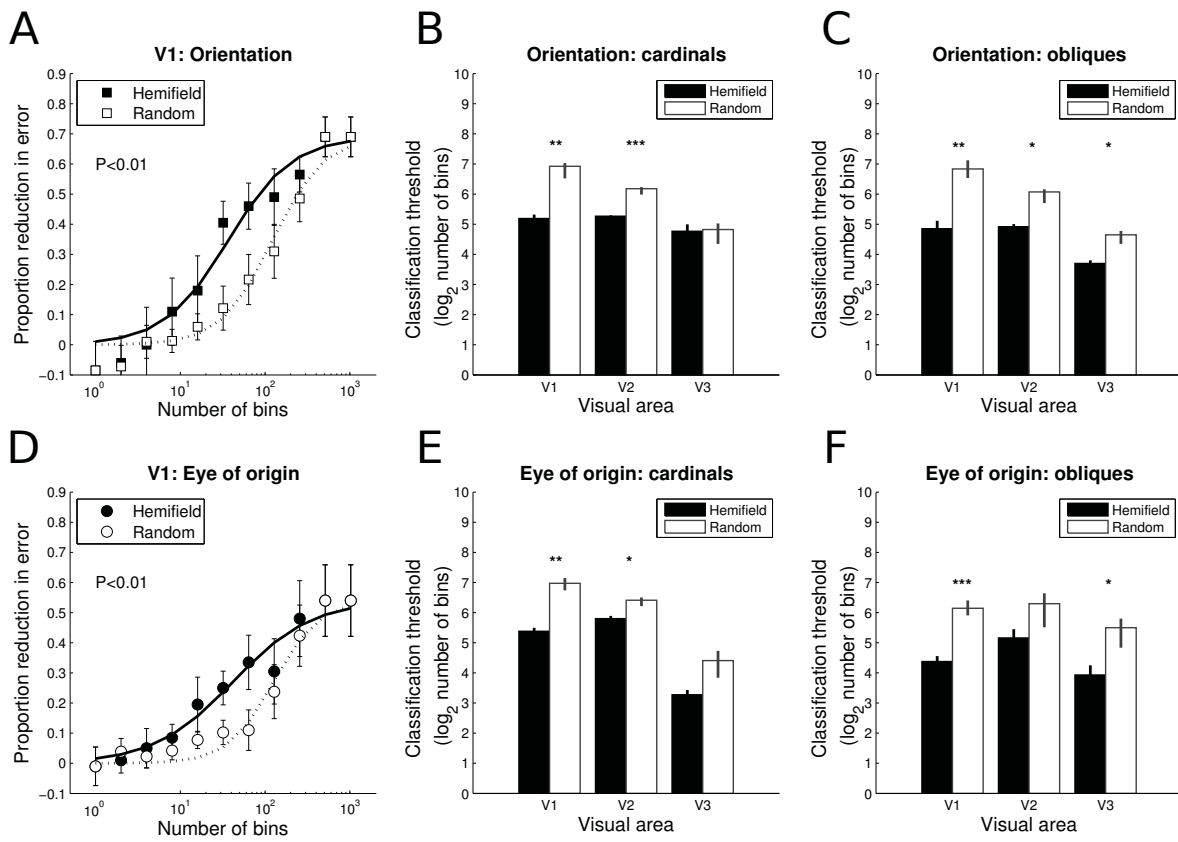 A
V1: Orientation
Proportion reduction in error
0.9
0.8
0.7
0.6
0.5
0.4
0.3
0.2
0.1
0
−0.1
Hemifield
Random
P<0.01
10^0 10^1 10^2 10^3
Number of bins
B
Orientation: cardinals
Classification threshold
(log_2 number of bins)
10
9
8
7
6
5
4
3
2
1
0
Hemifield
Random
** ***
V1 V2 V3
Visual area
C
Orientation: obliques
Classification threshold
(log_2 number of bins)
10
9
8
7
6
5
4
3
2
1
0
Hemifield
Random
** * *
V1 V2 V3
Visual area
D
V1: Eye of origin
Proportion reduction in error
0.9
0.8
0.7
0.6
0.5
0.4
0.3
0.2
0.1
0
−0.1
Hemifield
Random
P<0.01
10^0 10^1 10^2 10^3
Number of bins
E
Eye of origin: cardinals
Classification threshold
(log_2 number of bins)
10
9
8
7
6
5
4
3
2
1
0
Hemifield
Random
** *
V1 V2 V3
Visual area
F
Eye of origin: obliques
Classification threshold
(log_2 number of bins)
10
9
8
7
6
5
4
3
2
1
0
Hemifield
Random
*** *
V1 V2 V3
Visual area